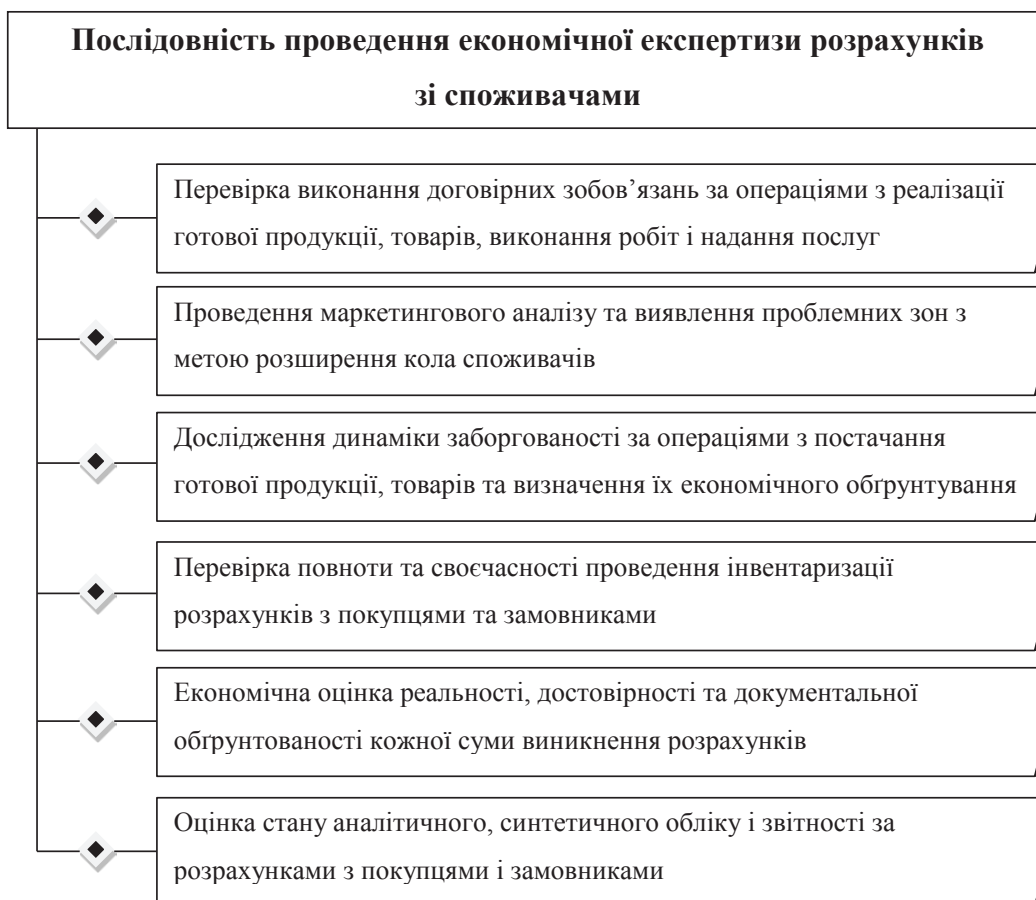 Послідовність проведення економічної експертизи розрахунків
зі споживачами
Перевірка виконання договірних зобов’язань за операціями з реалізації
готової продукції, товарів, виконання робіт і надання послуг
Проведення маркетингового аналізу та виявлення проблемних зон з
метою розширення кола споживачів
Дослідження динаміки заборгованості за операціями з постачання
готової продукції, товарів та визначення їх економічного обґрунтування
Перевірка повноти та своєчасності проведення інвентаризації
розрахунків з покупцями та замовниками
Економічна оцінка реальності, достовірності та документальної
обґрунтованості кожної суми виникнення розрахунків
Оцінка стану аналітичного, синтетичного обліку і звітності за
розрахунками з покупцями і замовниками